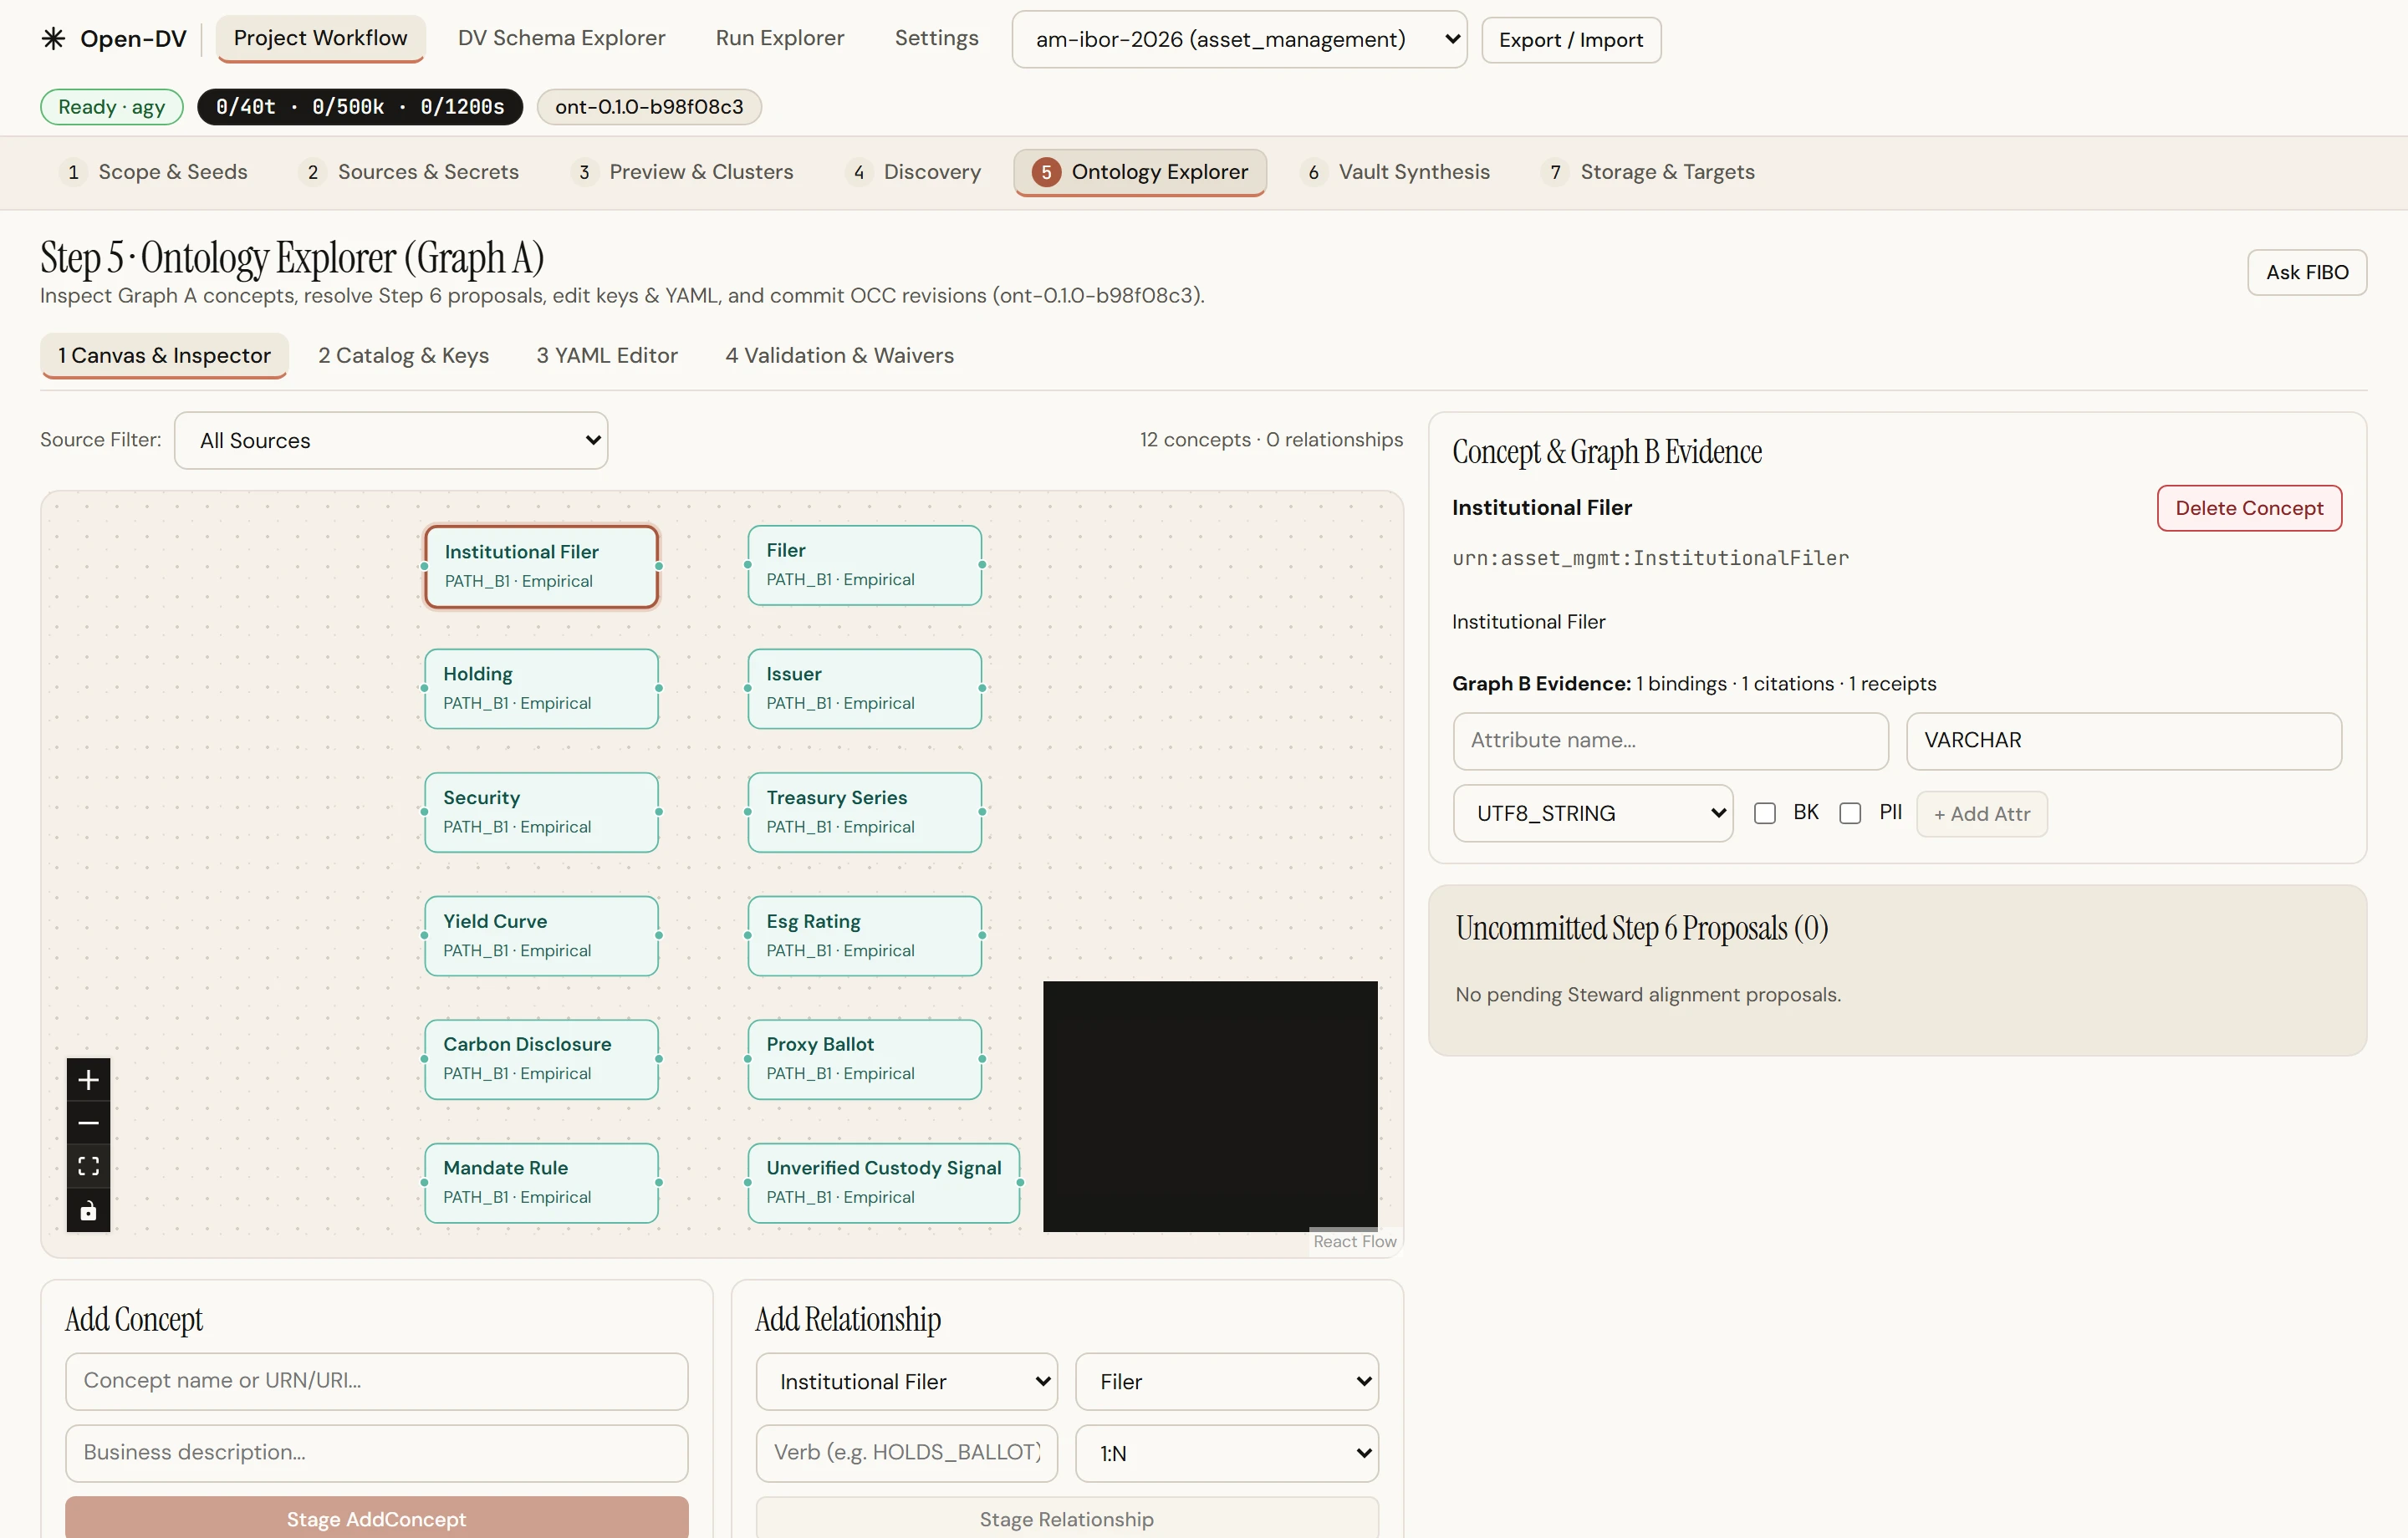 Open-DV
Project Workflow
DV Schema Explorer
Run Explorer
Settings
am-ibor-2026 (asset_management)
Export / Import
Ready · agy
0/40t · 0/500k · 0/1200s
ont-0.1.0-b98f08c3
1 Scope & Seeds
2 Sources & Secrets
3 Preview & Clusters
4 Discovery
5 Ontology Explorer
6 Vault Synthesis
7 Storage & Targets
Step 5 · Ontology Explorer (Graph A)
Inspect Graph A concepts, resolve Step 6 proposals, edit keys & YAML, and commit OCC revisions (ont-0.1.0-b98f08c3).
Ask FIBO
1 Canvas & Inspector
2 Catalog & Keys
3 YAML Editor
4 Validation & Waivers
Source Filter:
All Sources
12 concepts · 0 relationships
Institutional Filer
PATH_B1 · Empirical
Filer
PATH_B1 · Empirical
Holding
PATH_B1 · Empirical
Issuer
PATH_B1 · Empirical
Security
PATH_B1 · Empirical
Treasury Series
PATH_B1 · Empirical
Yield Curve
PATH_B1 · Empirical
Esg Rating
PATH_B1 · Empirical
Carbon Disclosure
PATH_B1 · Empirical
Proxy Ballot
PATH_B1 · Empirical
Mandate Rule
PATH_B1 · Empirical
Unverified Custody Signal
PATH_B1 · Empirical
React Flow
Concept & Graph B Evidence
Institutional Filer
Delete Concept
urn:asset_mgmt:InstitutionalFiler
Institutional Filer
Graph B Evidence: 1 bindings · 1 citations · 1 receipts
Attribute name...
VARCHAR
UTF8_STRING
BK
PII
+ Add Attr
Uncommitted Step 6 Proposals (0)
No pending Steward alignment proposals.
Add Concept
Concept name or URN/URI...
Business description...
Stage AddConcept
Add Relationship
Institutional Filer
Filer
Verb (e.g. HOLDS_BALLOT)
1:N
Stage Relationship